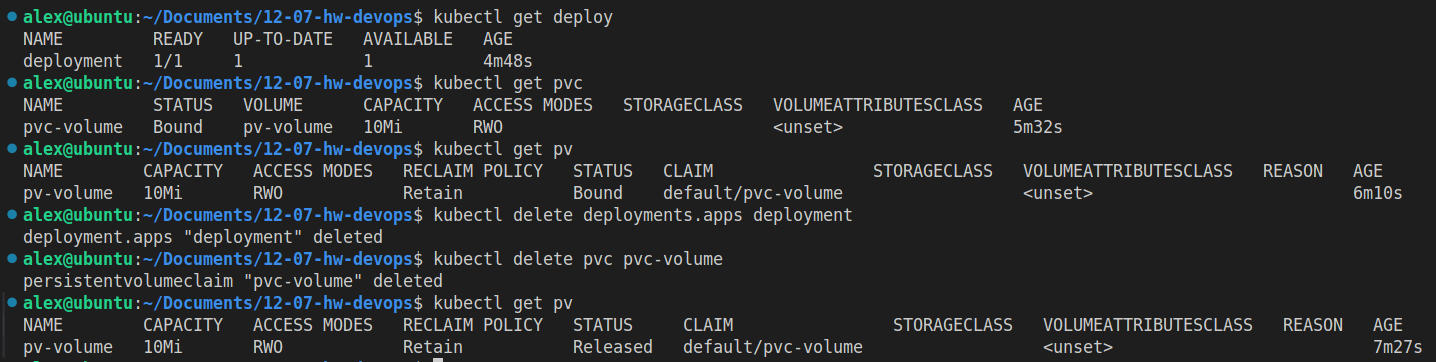 alex@ubuntu:~/Documents/12-07-hw-devops$ kubectl get deploy
NAME         READY   UP-TO-DATE   AVAILABLE   AGE
deployment   1/1     1            1           4m48s
alex@ubuntu:~/Documents/12-07-hw-devops$ kubectl get pvc
NAME         STATUS   VOLUME      CAPACITY   ACCESS MODES   STORAGECLASS   VOLUMEATTRIBUTESCLASS   AGE
pvc-volume   Bound    pv-volume   10Mi       RWO                           <unset>                 5m32s
alex@ubuntu:~/Documents/12-07-hw-devops$ kubectl get pv
NAME        CAPACITY   ACCESS MODES   RECLAIM POLICY   STATUS   CLAIM                STORAGECLASS   VOLUMEATTRIBUTESCLASS   REASON   AGE
pv-volume   10Mi       RWO            Retain           Bound    default/pvc-volume                  <unset>                          6m10s
alex@ubuntu:~/Documents/12-07-hw-devops$ kubectl delete deployments.apps deployment
deployment.apps "deployment" deleted
alex@ubuntu:~/Documents/12-07-hw-devops$ kubectl delete pvc pvc-volume
persistentvolumeclaim "pvc-volume" deleted
alex@ubuntu:~/Documents/12-07-hw-devops$ kubectl get pv
NAME        CAPACITY   ACCESS MODES   RECLAIM POLICY   STATUS     CLAIM                STORAGECLASS   VOLUMEATTRIBUTESCLASS   REASON   AGE
pv-volume   10Mi       RWO            Retain           Released   default/pvc-volume                  <unset>                          7m27s